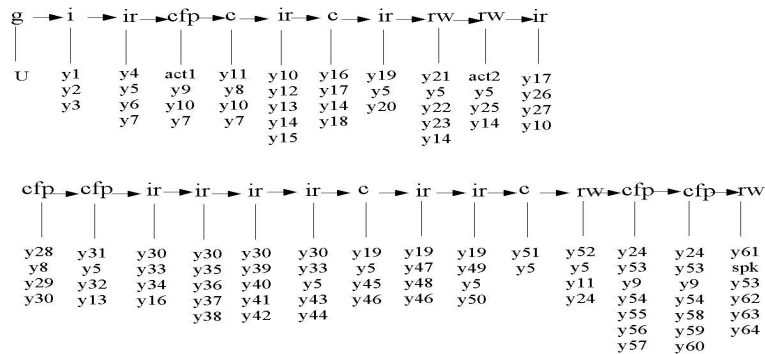 g i ir cfp c ir c ir rw rw ir
U y1 y4 act1 y11 y10 y16 y19 y21 act2 y17
y2 y5 y9 y8 y12 y17 y5 y5 y5 y26
y3 y6 y10 y10 y13 y14 y20 y22 y25 y27
y7 y7 y7 y14 y18 y23 y14 y10
y15 y14
cfp cfp ir ir ir ir c ir ir c rw cfp cfp rw
y28 y31 y30 y30 y30 y30 y19 y19 y19 y51 y52 y24 y24 y61
y8 y5 y33 y35 y39 y33 y5 y47 y49 y5 y5 y53 y53 spk
y29 y32 y34 y36 y40 y5 y45 y48 y5 y11 y9 y9 y53
y30 y13 y16 y37 y41 y43 y46 y46 y50 y24 y54 y54 y62
y38 y42 y44 y55 y58 y63
y56 y59 y64
y57 y60